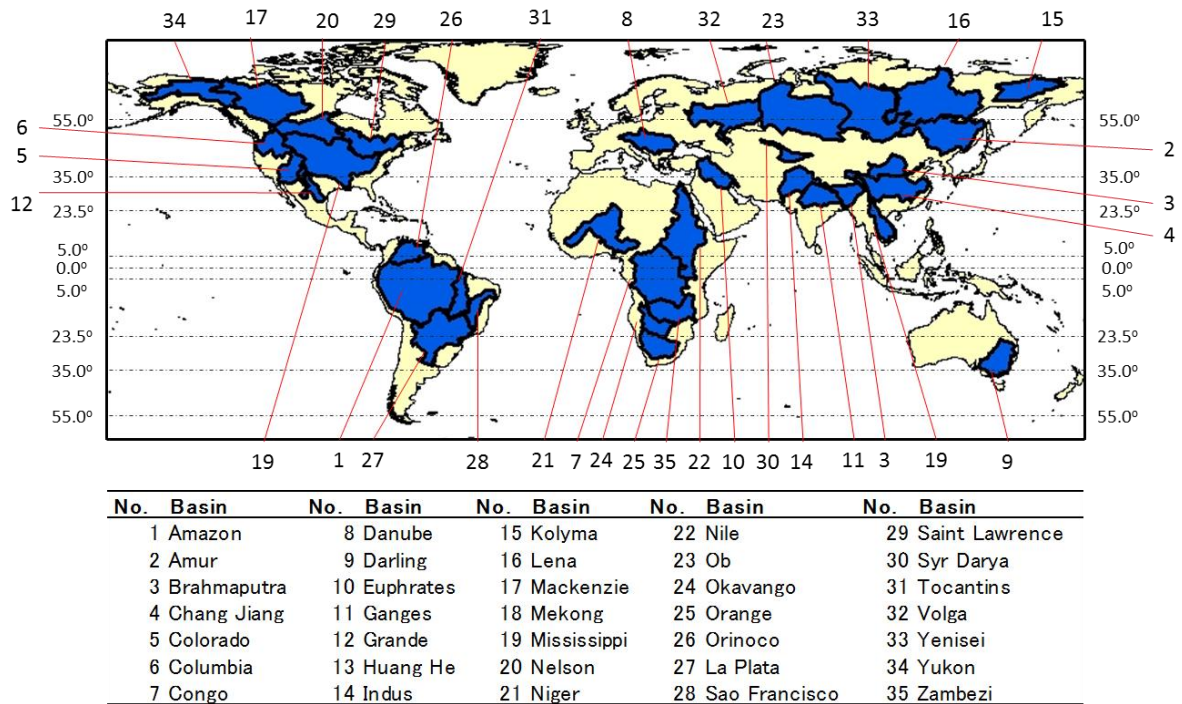 34 17 20 29 26 31 8 32 23 33 16 15
55.0° 55.0°
6
2
5
35.0° 35.0°
12
3
23.5° 23.5°
4
5.0° 5.0°
0.0° 0.0°
5.0° 5.0°
23.5° 23.5°
35.0° 35.0°
55.0° 55.0°
19 1 27 28 21 7 24 25 35 22 10 30 14 11 3 19 9
No. Basin No. Basin No. Basin No. Basin No. Basin
1 Amazon 8 Danube 15 Kolyma 22 Nile 29 Saint Lawrence
2 Amur 9 Darling 16 Lena 23 Ob 30 Syr Darya
3 Brahmaputra 10 Euphrates 17 Mackenzie 24 Okavango 31 Tocantins
4 Chang Jiang 11 Ganges 18 Mekong 25 Orange 32 Volga
5 Colorado 12 Grande 19 Mississippi 26 Orinoco 33 Yenisei
6 Columbia 13 Huang He 20 Nelson 27 La Plata 34 Yukon
7 Congo 14 Indus 21 Niger 28 Sao Francisco 35 Zambezi